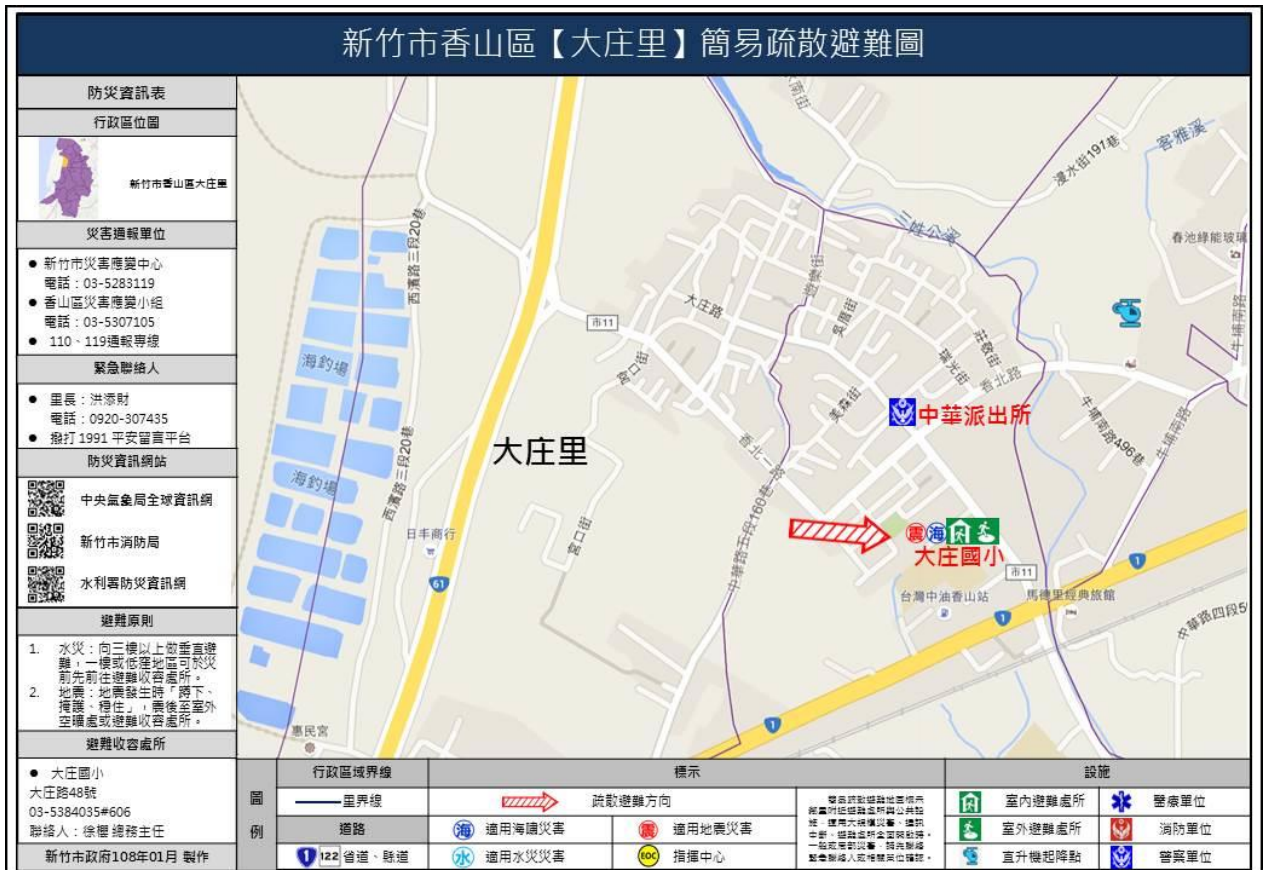 新竹市香山區【大庄里】簡易疏散避難圖
防災資訊表
行政區位圖
新竹市香山區大庄里
災害通報單位
● 新竹市災害應變中心
電話：03-5283119
● 香山區災害應變小組
電話：03-5307105
● 110、119通報專線
緊急聯絡人
● 里長：洪添財
電話：0920-307435
● 撥打1991平安留言平台
防災資訊網站
中央氣象局全球資訊網
新竹市消防局
水利署防災資訊網
避難原則
1. 水災：向三樓以上做垂直避
難，一樓或低窪地區可於災
前先前往避難收容處所。
2. 地震：地震發生時「蹲下、
掩護、穩住」，震後至室外
空曠處或避難收容處所。
避難收容處所
● 大庄國小
大庄路48號
03-5384035#606
聯絡人：徐櫻 總務主任
新竹市政府108年01月 製作
客雅溪
浸水街197巷
三姓公溪
春池綠能玻璃
牛埔南路
西濱路三段20巷
海釣場
市11
大庄路
遊樂街
吳厝街
莊敬街
瑞光街
香北路
宮口街
美森街
中華派出所
牛埔南路496巷
牛埔南路
大庄里
香北一路
海釣場
西濱路三段20巷
宮口街
中華路五段160巷
日丰商行
61
震
海
大庄國小
市11
1
台灣中油香山站
馬德里經典旅館
1
中華路四段5
1
惠民宮
圖例
行政區域界線
里界線
道路
1 122 省道、縣道
標示
疏散避難方向
海 適用海嘯災害
震 適用地震災害
水 適用水災災害
EOC 指揮中心
設施
室內避難處所
醫療單位
室外避難處所
消防單位
直升機起降點
警察單位